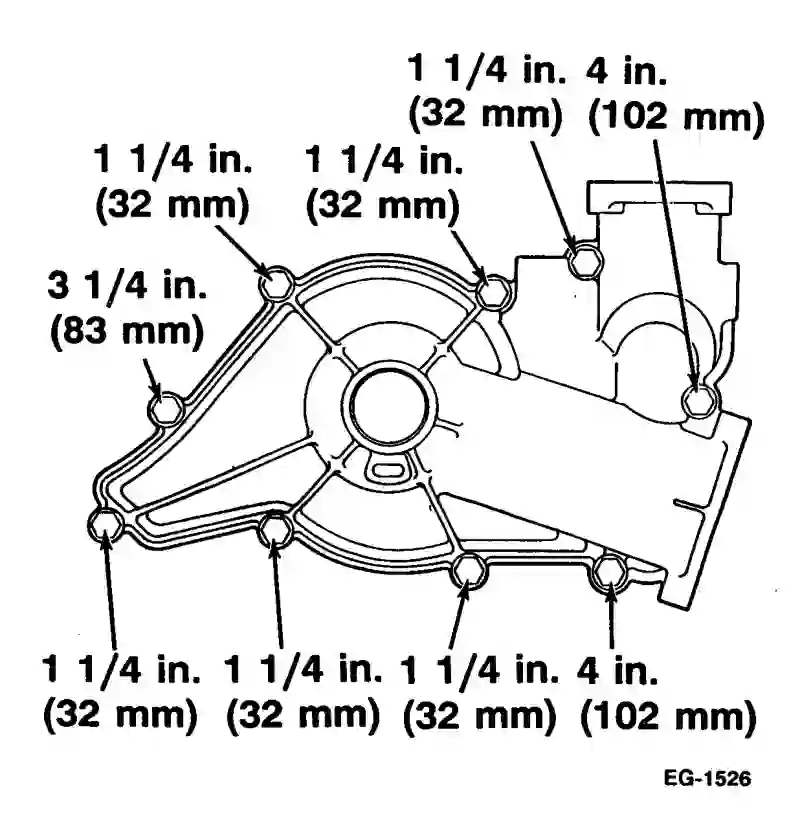 1 1/4 in. 4 in.
(32 mm) (102 mm)
1 1/4 in. 1 1/4 in.
(32 mm) (32 mm)
3 1/4 in.
(83 mm)
1 1/4 in. 1 1/4 in. 1 1/4 in. 4 in.
(32 mm) (32 mm) (32 mm) (102 mm)
EG-1526